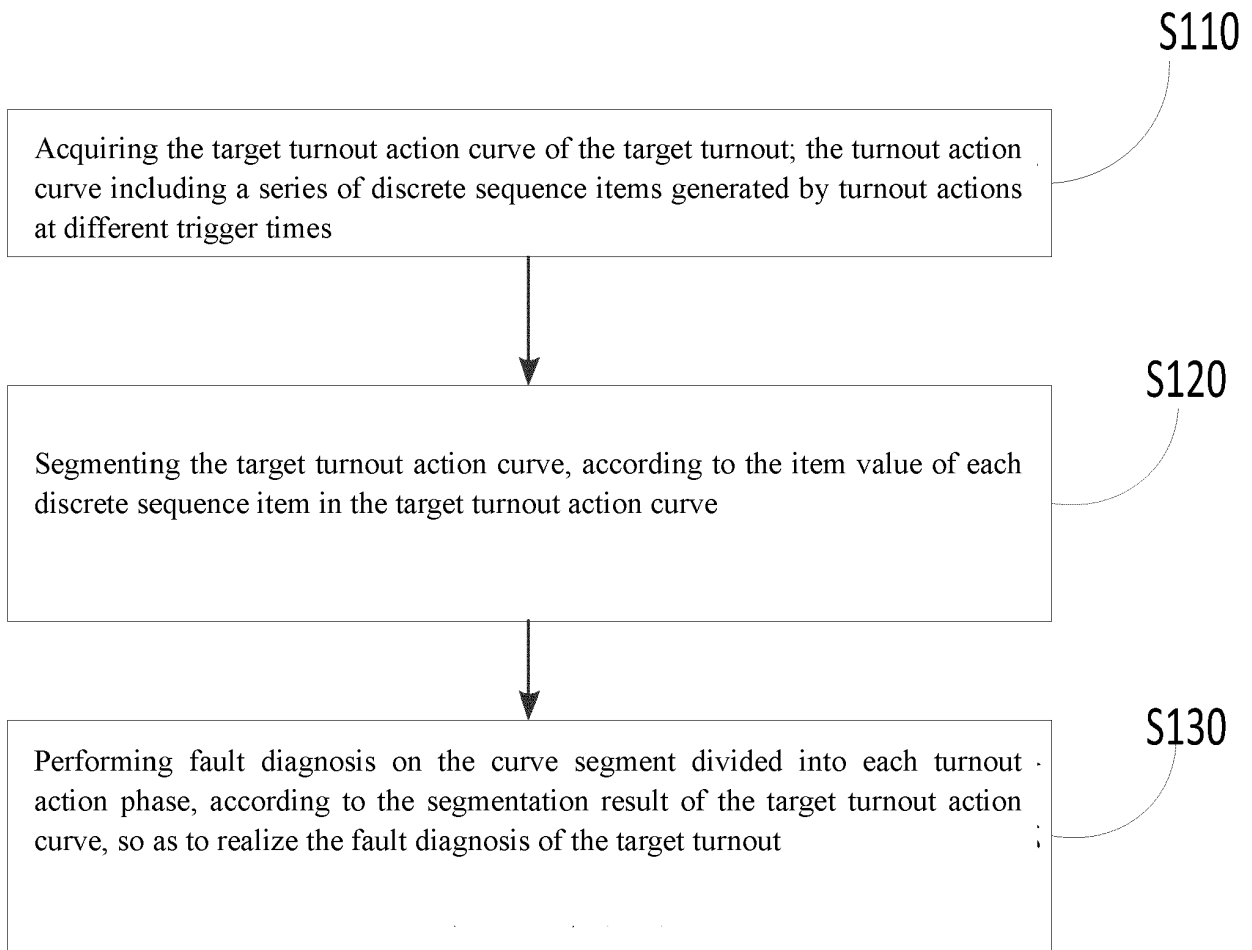 S110
Acquiring the target turnout action curve of the target turnout; the turnout action
curve including a series of discrete sequence items generated by turnout actions
at different trigger times
S120
Segmenting the target turnout action curve, according to the item value of each
discrete sequence item in the target turnout action curve
S130
Performing fault diagnosis on the curve segment divided into each turnout
action phase, according to the segmentation result of the target turnout action
curve, so as to realize the fault diagnosis of the target turnout